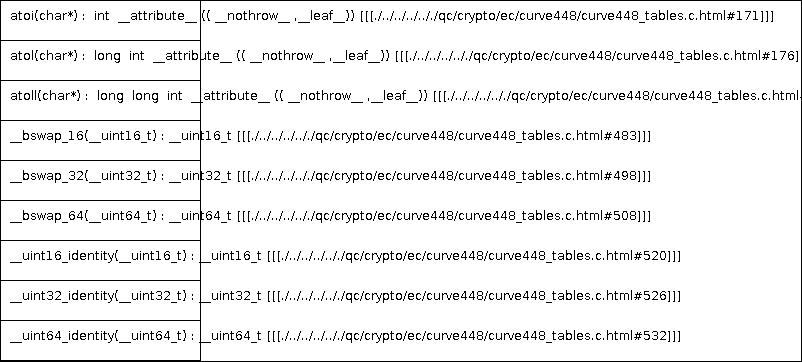 atoi(char*) : int __attribute__ (( __nothrow__ ,__leaf__)) [[[./../../../../qc/crypto/ec/curve448/curve448_tables.c.html#171]]]
atol(char*) : long int __attribute__ (( __nothrow__ ,__leaf__)) [[[./../../../../qc/crypto/ec/curve448/curve448_tables.c.html#176]
atoll(char*) : long long int __attribute__ (( __nothrow__ ,__leaf__)) [[[./../../../../qc/crypto/ec/curve448/curve448_tables.c.html
__bswap_16(__uint16_t) : __uint16_t [[[./../../../../qc/crypto/ec/curve448/curve448_tables.c.html#483]]]
__bswap_32(__uint32_t) : __uint32_t [[[./../../../../qc/crypto/ec/curve448/curve448_tables.c.html#498]]]
__bswap_64(__uint64_t) : __uint64_t [[[./../../../../qc/crypto/ec/curve448/curve448_tables.c.html#508]]]
__uint16_identity(__uint16_t) : __uint16_t [[[./../../../../qc/crypto/ec/curve448/curve448_tables.c.html#520]]]
__uint32_identity(__uint32_t) : __uint32_t [[[./../../../../qc/crypto/ec/curve448/curve448_tables.c.html#526]]]
__uint64_identity(__uint64_t) : __uint64_t [[[./../../../../qc/crypto/ec/curve448/curve448_tables.c.html#532]]]